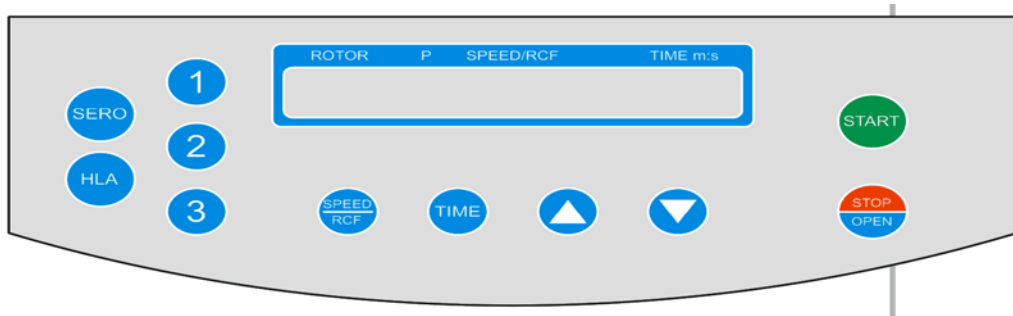 ROTOR P SPEED/RCF TIME m:s
1
SERO
START
2
HLA
3
SPEED
RCF
TIME
STOP
OPEN